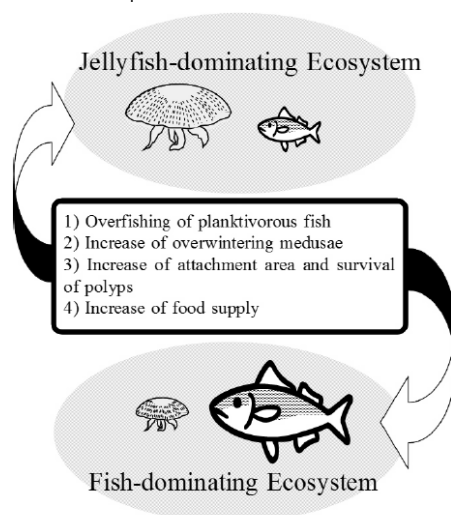 Jellyfish-dominating Ecosystem
1) Overfishing of planktivorous fish
2) Increase of overwintering medusae
3) Increase of attachment area and survival
of polyps
4) Increase of food supply
Fish-dominating Ecosystem